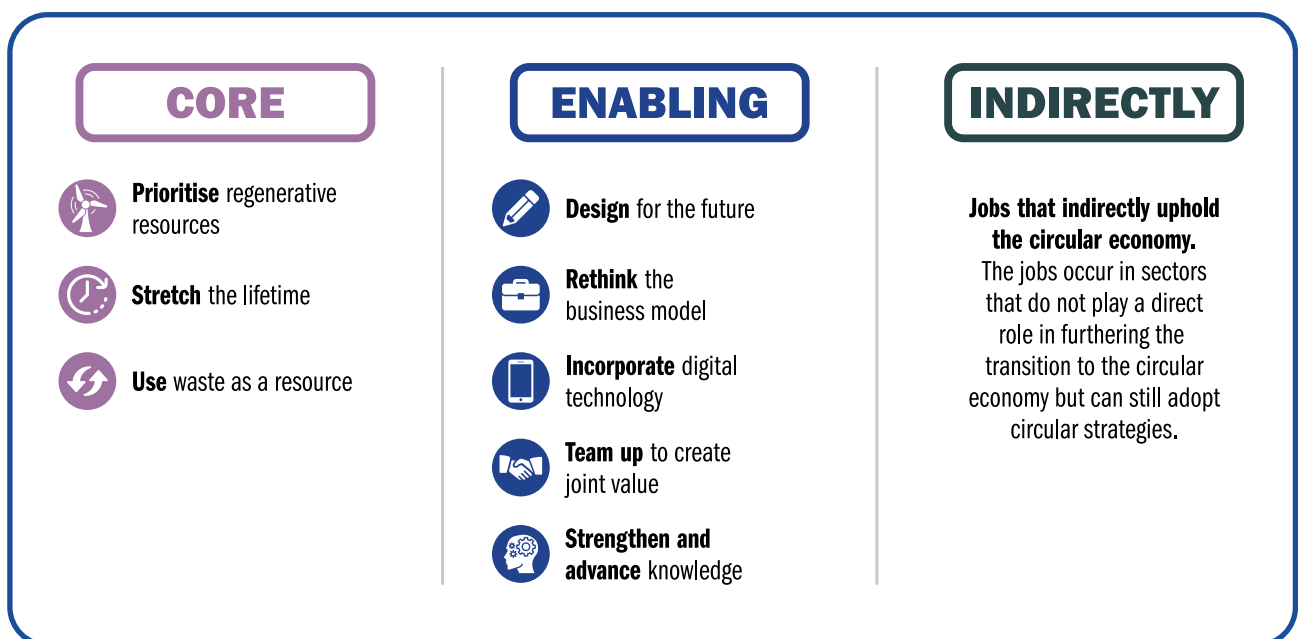 CORE
Prioritise regenerative
resources
Stretch the lifetime
Use waste as a resource
ENABLING
Design for the future
Rethink the
business model
Incorporate digital
technology
Team up to create
joint value
Strengthen and
advance knowledge
INDIRECTLY
Jobs that indirectly uphold
the circular economy.
The jobs occur in sectors
that do not play a direct
role in furthering the
transition to the circular
economy but can still adopt
circular strategies.